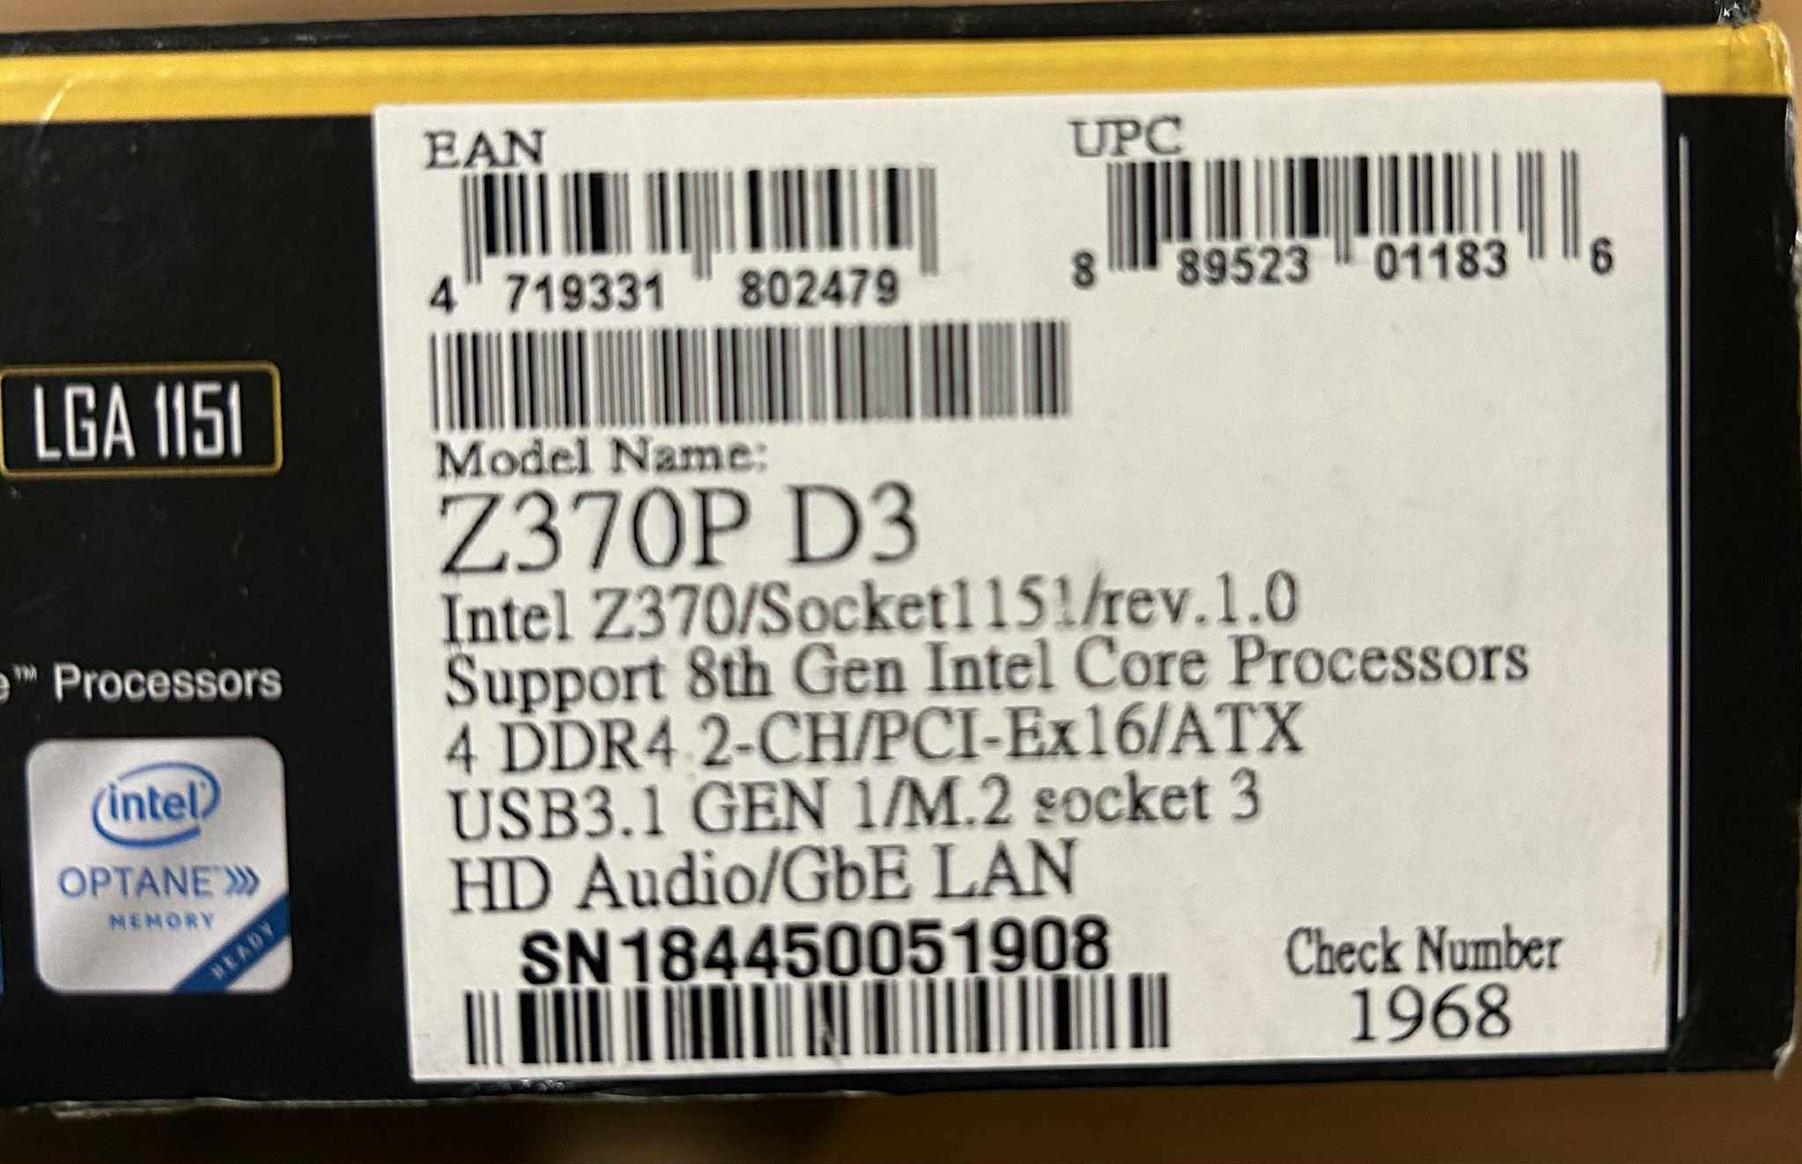 EAN
UPC
4 719331 802479
8 89523 01183 6
LGA 1151
Model Name:
Z370P D3
Intel Z370/Socket1151/rev.1.0
Support 8th Gen Intel Core Processors
™ Processors
4 DDR4 2-CH/PCI-Ex16/ATX
USB3.1 GEN 1/M.2 socket 3
HD Audio/GbE LAN
intel
OPTANE™
MEMORY
READY
SN184450051908
Check Number
1968